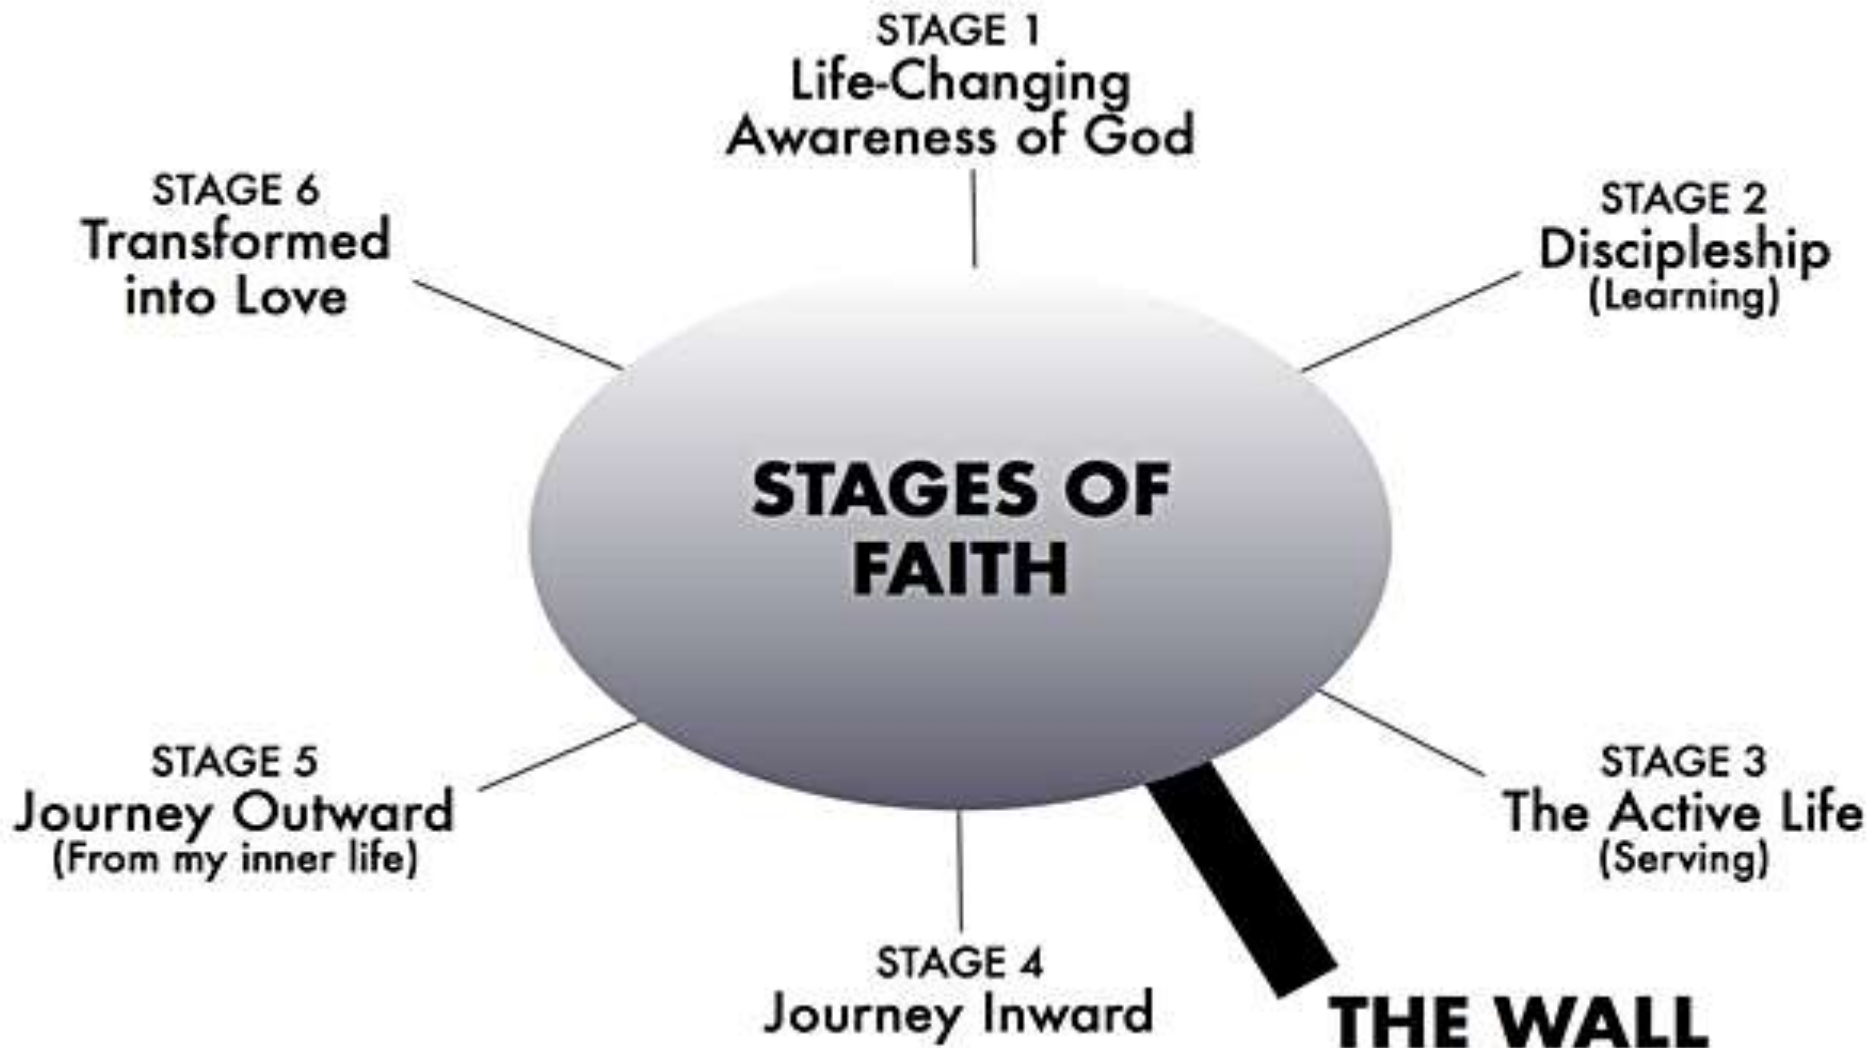 STAGE 1
Life-Changing
Awareness of God
STAGE 2
Discipleship
(Learning)
STAGE 3
The Active Life
(Serving)
THE WALL
STAGE 4
Journey Inward
STAGE 5
Journey Outward
(From my inner life)
STAGE 6
Transformed
into Love
STAGES OF
FAITH